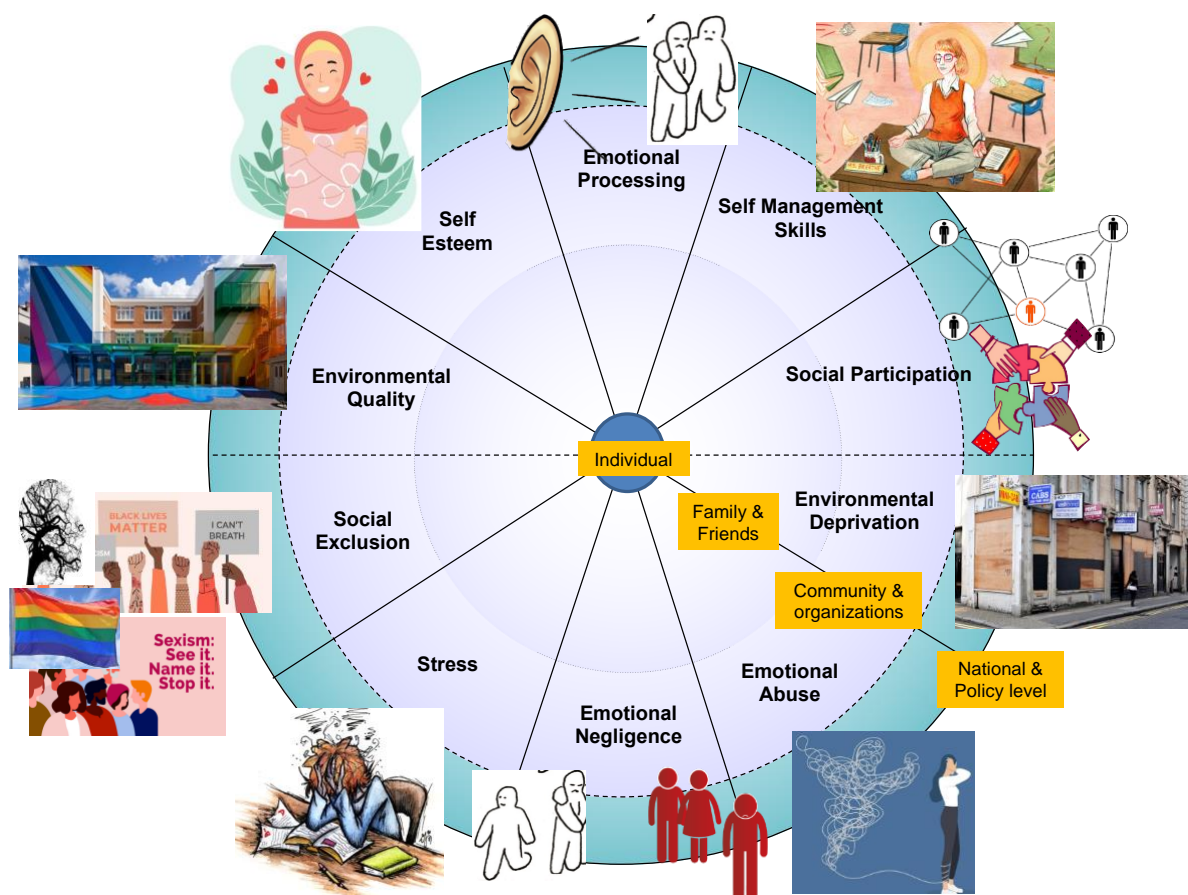 Emotional
Processing
Self Management
Skills
Self
Esteem
Environmental
Quality
Social Participation
Individual
Social
Exclusion
BLACK LIVES
MATTER
I CAN'T
BREATH
Sexism:
See it.
Name it.
Stop it.
Family &
Friends
Environmental
Deprivation
CABS
Community &
organizations
National &
Policy level
Stress
Emotional
Abuse
Emotional
Negligence